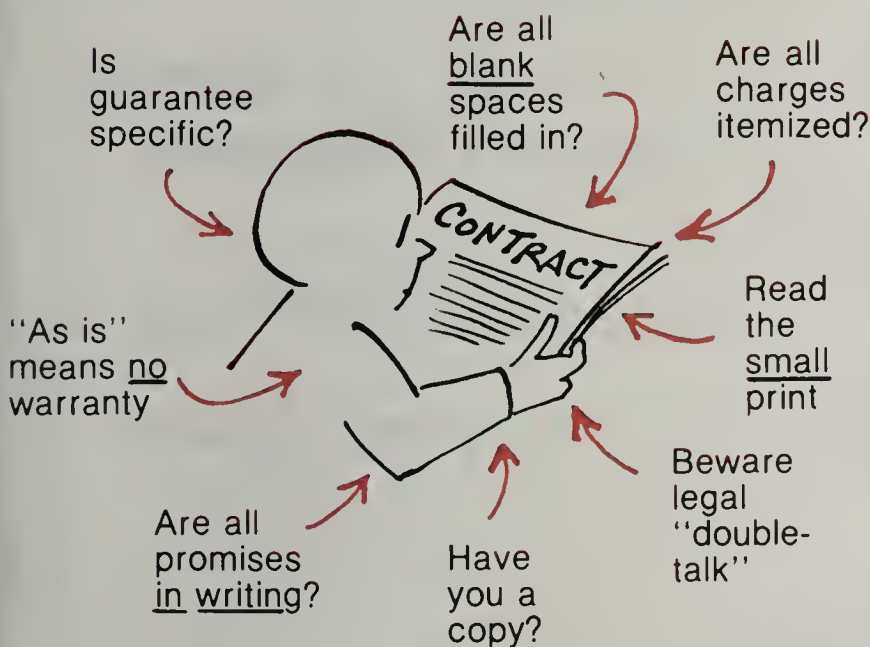 Is
guarantee
specific?
Are all
blank
spaces
filled in?
Are all
charges
itemized?
CONTRACT
"As is"
means no
warranty
Read
the
small
print
Are all
promises
in writing?
Have
you a
copy?
Beware
legal
"double-
talk"